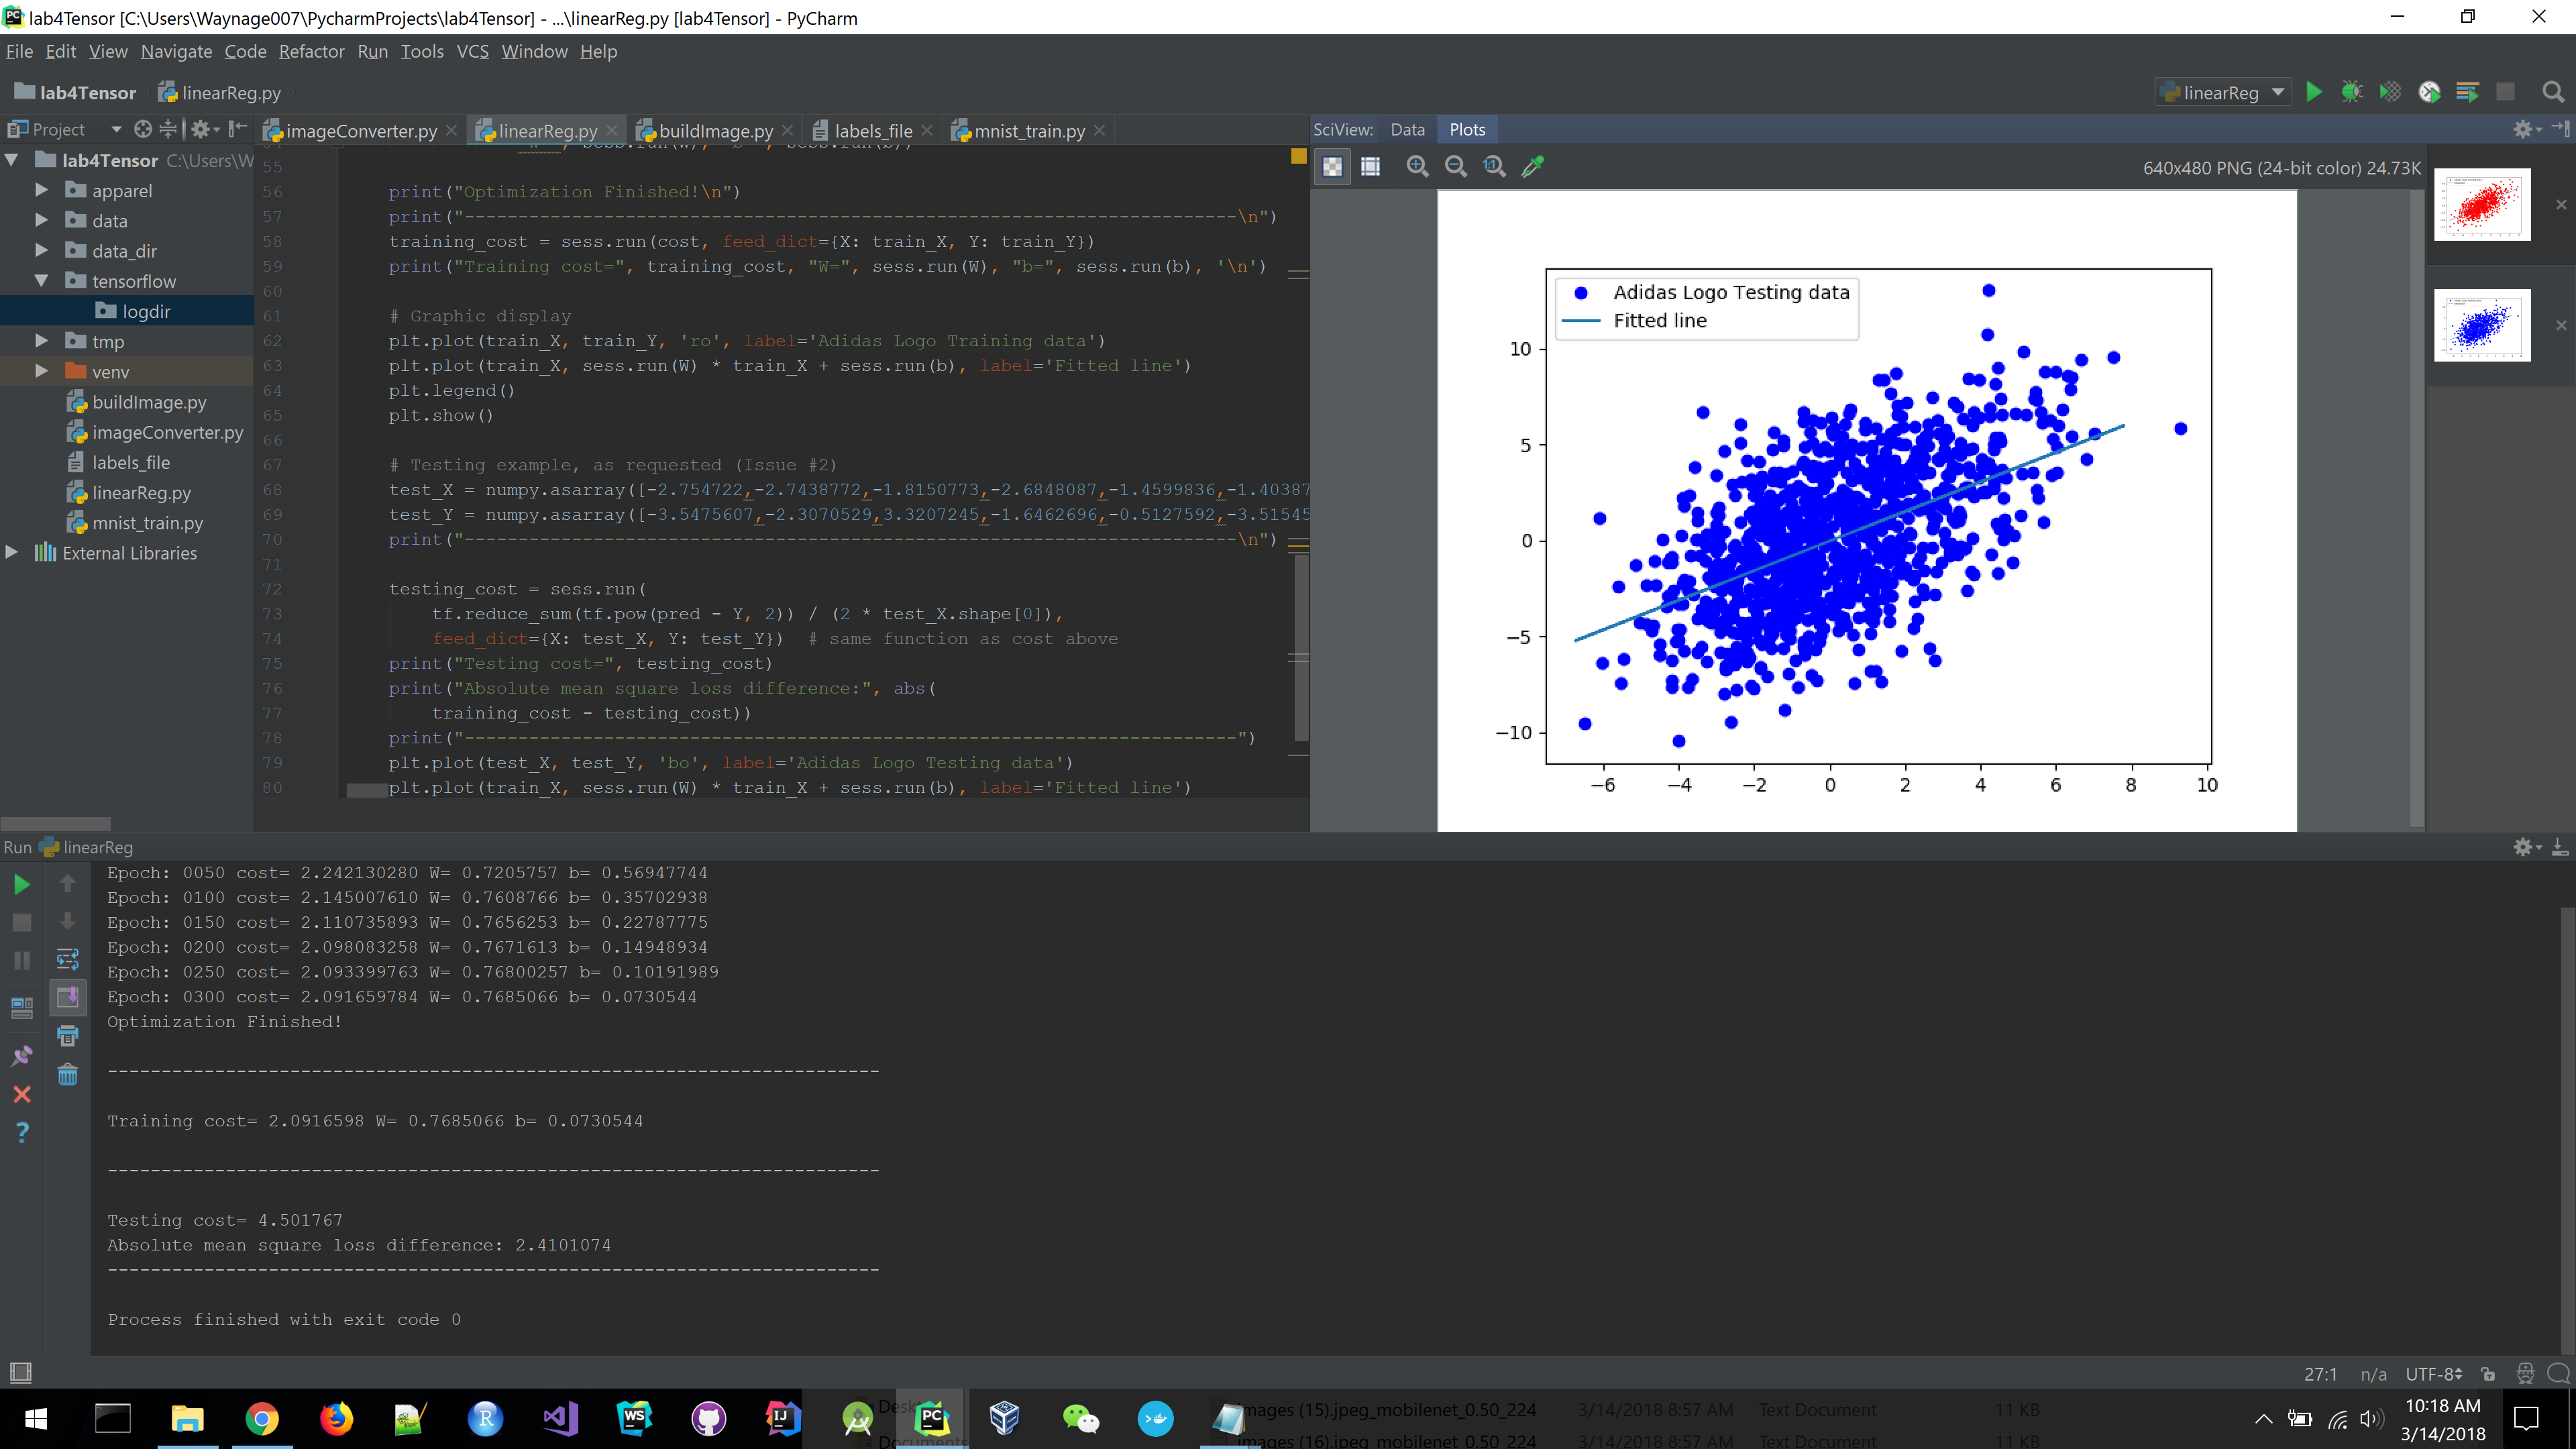 lab4Tensor [C:\Users\Waynage007\PycharmProjects\lab4Tensor] - ...\linearReg.py [lab4Tensor] - PyCharm
File Edit View Navigate Code Refactor Run Tools VCS Window Help
lab4Tensor linearReg.py
linearReg
Project
imageConverter.py
linearReg.py
buildImage.py
labels_file
mnist_train.py
SciView: Data Plots
640x480 PNG (24-bit color) 24.73K
lab4Tensor C:\Users\W
apparel
data
data_dir
tensorflow
logdir
tmp
venv
buildImage.py
imageConverter.py
labels_file
linearReg.py
mnist_train.py
External Libraries
55
56 print("Optimization Finished!\n")
57 print("------------------------------------------------------------------------\n")
58 training_cost = sess.run(cost, feed_dict={X: train_X, Y: train_Y})
59 print("Training cost=", training_cost, "W=", sess.run(W), "b=", sess.run(b), '\n')
60
61 # Graphic display
62 plt.plot(train_X, train_Y, 'ro', label='Adidas Logo Training data')
63 plt.plot(train_X, sess.run(W) * train_X + sess.run(b), label='Fitted line')
64 plt.legend()
65 plt.show()
66
67 # Testing example, as requested (Issue #2)
68 test_X = numpy.asarray([-2.754722,-2.7438772,-1.8150773,-2.6848087,-1.4599836,-1.40387
69 test_Y = numpy.asarray([-3.5475607,-2.3070529,3.3207245,-1.6462696,-0.5127592,-3.51545
70 print("------------------------------------------------------------------------\n")
71
72 testing_cost = sess.run(
73 tf.reduce_sum(tf.pow(pred - Y, 2)) / (2 * test_X.shape[0]),
74 feed_dict={X: test_X, Y: test_Y}) # same function as cost above
75 print("Testing cost=", testing_cost)
76 print("Absolute mean square loss difference:", abs(
77 training_cost - testing_cost))
78 print("------------------------------------------------------------------------")
79 plt.plot(test_X, test_Y, 'bo', label='Adidas Logo Testing data')
80 plt.plot(train_X, sess.run(W) * train_X + sess.run(b), label='Fitted line')
Adidas Logo Testing data
Fitted line
10
5
0
−5
−10
−6 −4 −2 0 2 4 6 8 10
Run linearReg
Epoch: 0050 cost= 2.242130280 W= 0.7205757 b= 0.56947744
Epoch: 0100 cost= 2.145007610 W= 0.7608766 b= 0.35702938
Epoch: 0150 cost= 2.110735893 W= 0.7656253 b= 0.22787775
Epoch: 0200 cost= 2.098083258 W= 0.7671613 b= 0.14948934
Epoch: 0250 cost= 2.093399763 W= 0.76800257 b= 0.10191989
Epoch: 0300 cost= 2.091659784 W= 0.7685066 b= 0.0730544
Optimization Finished!
------------------------------------------------------------------------
Training cost= 2.0916598 W= 0.7685066 b= 0.0730544
------------------------------------------------------------------------
Testing cost= 4.501767
Absolute mean square loss difference: 2.4101074
------------------------------------------------------------------------
Process finished with exit code 0
27:1 n/a UTF-8
images (15).jpeg_mobilenet_0.50_224 3/14/2018 8:57 AM Text Document 11 KB
Documents images (16).jpeg_mobilenet_0.50_224 3/14/2018 8:57 AM Text Document 11 KB
10:18 AM
3/14/2018